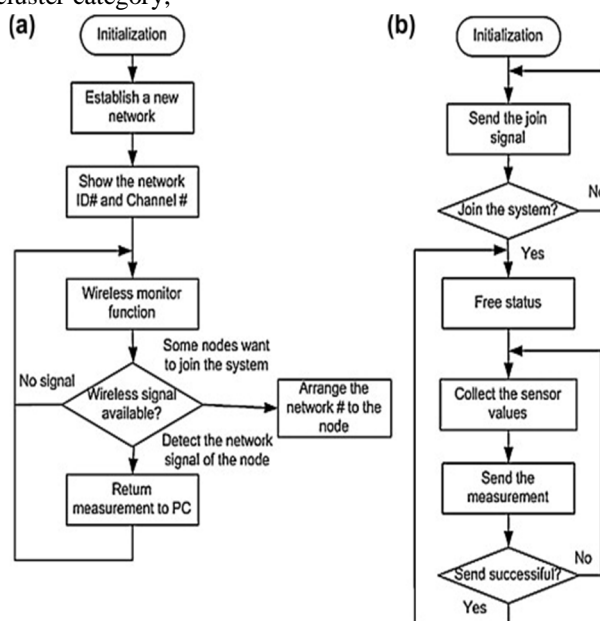 cluster category;
(a)
Initialization
Establish a new
network
Show the network
ID# and Channel #
Wireless monitor
function
Some nodes want
to join the system
No signal
Wireless signal
available?
Arrange the
network # to the
node
Detect the network
signal of the node
Return
measurement to PC
(b)
Initialization
Send the join
signal
Join the system?
No
Yes
Free status
Collect the sensor
values
Send the
measurement
Send successful?
No
Yes